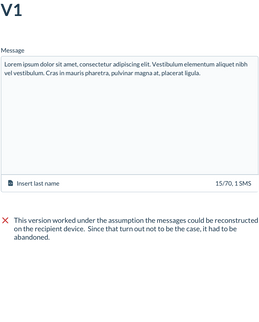 V1
Message
Lorem ipsum dolor sit amet, consectetur adipiscing elit. Vestibulum elementum aliquet nibh
vel vestibulum. Cras in mauris pharetra, pulvinar magna at, placerat ligula.
Insert last name 15/70, 1 SMS
This version worked under the assumption the messages could be reconstructed
on the recipient device. Since that turn out not to be the case, it had to be
abandoned.